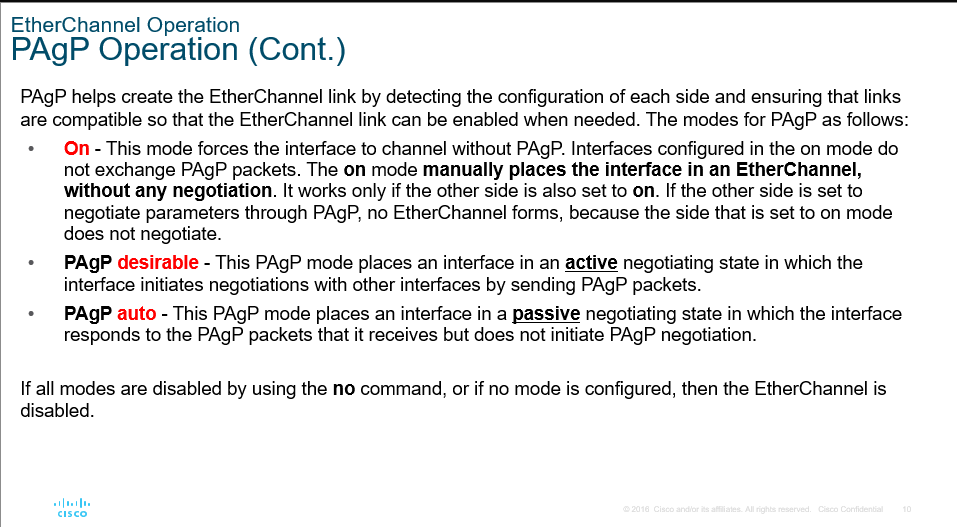 EtherChannel Operation
PAgP Operation (Cont.)
PAgP helps create the EtherChannel link by detecting the configuration of each side and ensuring that links
are compatible so that the EtherChannel link can be enabled when needed. The modes for PAgP as follows:
• On - This mode forces the interface to channel without PAgP. Interfaces configured in the on mode do
not exchange PAgP packets. The on mode manually places the interface in an EtherChannel,
without any negotiation. It works only if the other side is also set to on. If the other side is set to
negotiate parameters through PAgP, no EtherChannel forms, because the side that is set to on mode
does not negotiate.
• PAgP desirable - This PAgP mode places an interface in an active negotiating state in which the
interface initiates negotiations with other interfaces by sending PAgP packets.
• PAgP auto - This PAgP mode places an interface in a passive negotiating state in which the interface
responds to the PAgP packets that it receives but does not initiate PAgP negotiation.
If all modes are disabled by using the no command, or if no mode is configured, then the EtherChannel is
disabled.
CISCO
© 2016 Cisco and/or its affiliates. All rights reserved. Cisco Confidential 10